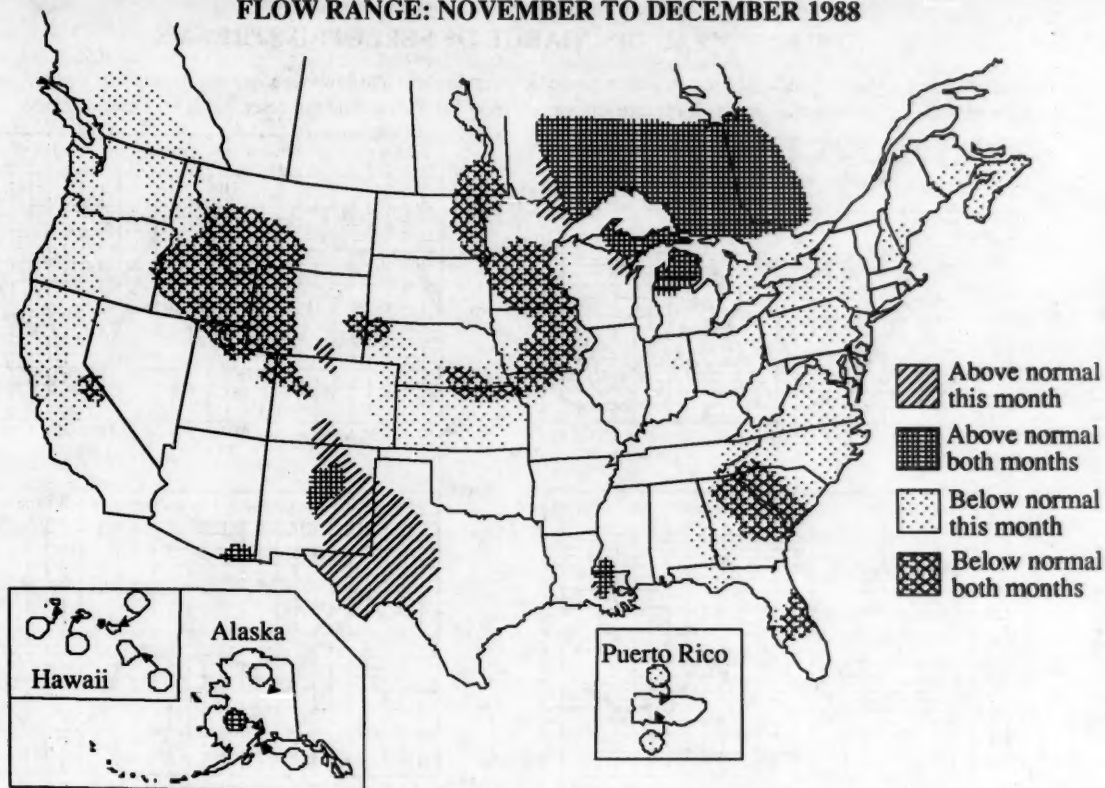 FLOW RANGE: NOVEMBER TO DECEMBER 1988
Above normal
this month
Above normal
both months
Below normal
this month
Below normal
both months
Hawaii
Alaska
Puerto Rico